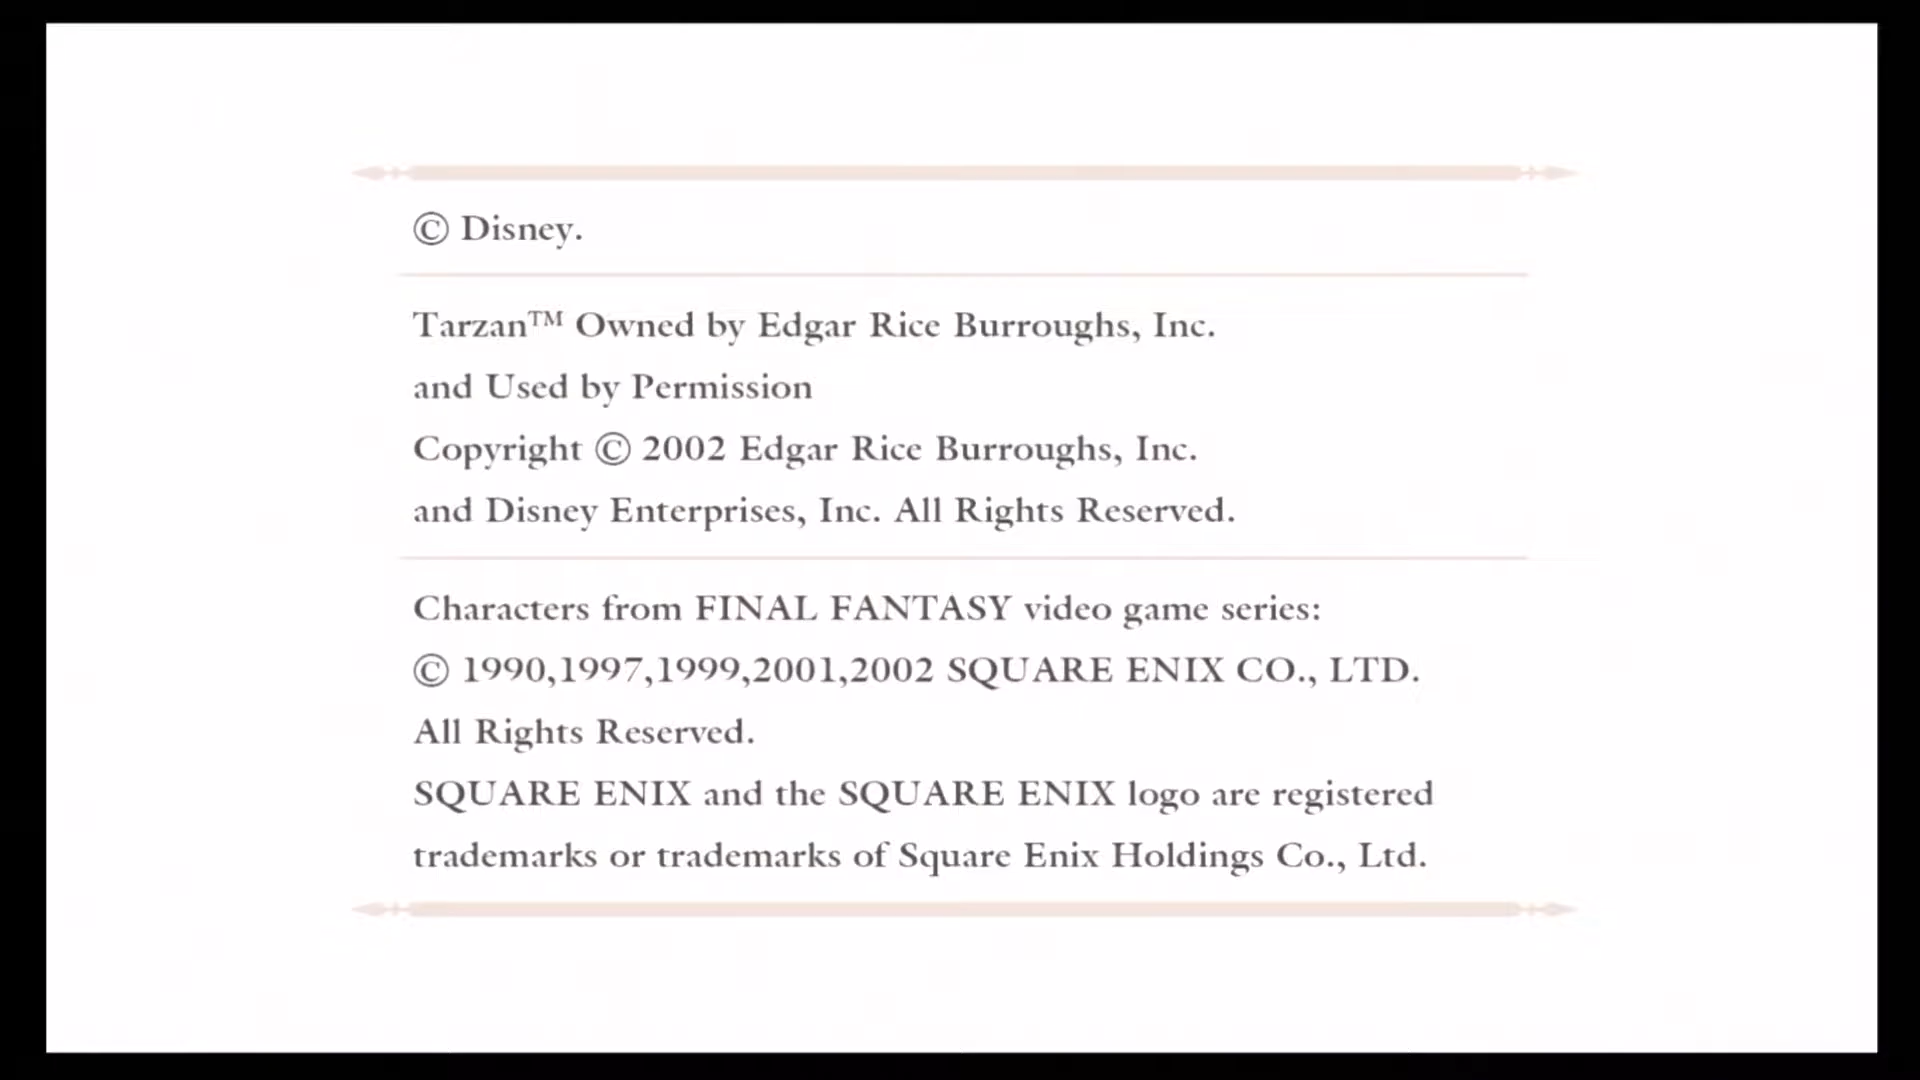 © Disney.
Tarzan™ Owned by Edgar Rice Burroughs, Inc.
and Used by Permission
Copyright © 2002 Edgar Rice Burroughs, Inc.
and Disney Enterprises, Inc. All Rights Reserved.
Characters from FINAL FANTASY video game series:
© 1990,1997,1999,2001,2002 SQUARE ENIX CO., LTD.
All Rights Reserved.
SQUARE ENIX and the SQUARE ENIX logo are registered
trademarks or trademarks of Square Enix Holdings Co., Ltd.